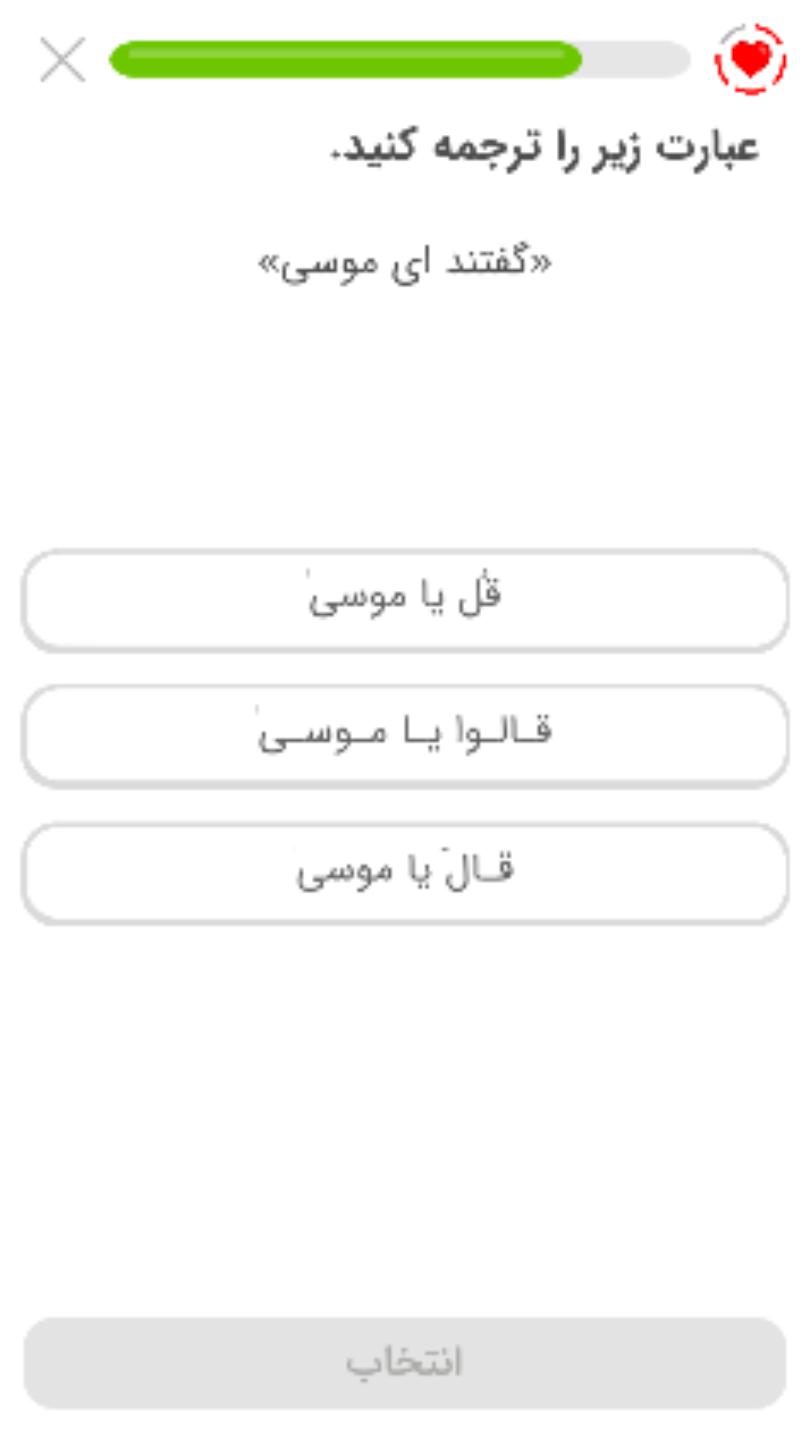 عبارت زیر را ترجمه کنید.
«گفتند ای موسی»
قُل یا موسیٰ
قـالـوا یـا مـوسـیٰ
قـالَ یا موسیٰ
انتخاب